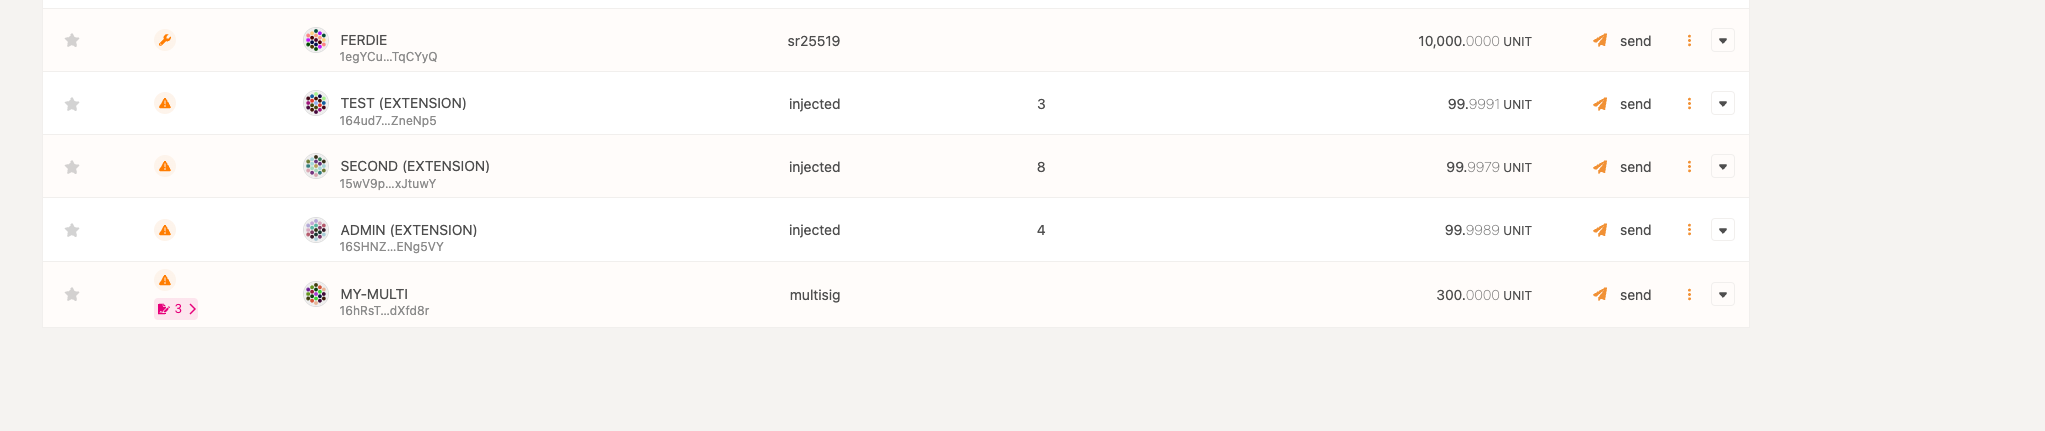 FERDIE sr25519 10,000.0000 UNIT send
1egYCu...TqCYyQ
TEST (EXTENSION) injected 3 99.9991 UNIT send
164ud7...ZneNp5
SECOND (EXTENSION) injected 8 99.9979 UNIT send
15wV9p...xJtuwY
ADMIN (EXTENSION) injected 4 99.9989 UNIT send
16SHNZ...ENg5VY
MY-MULTI multisig 300.0000 UNIT send
3 16hRsT...dXfd8r